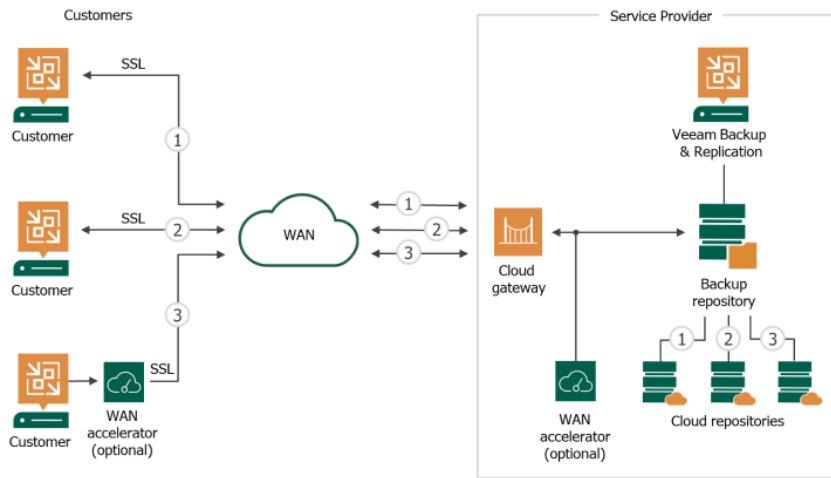 Customers
Service Provider
SSL
Customer
1
Veeam Backup
& Replication
SSL
2
Customer
WAN
1
2
3
Cloud
gateway
Backup
repository
3
SSL
Customer
WAN
accelerator
(optional)
WAN
accelerator
(optional)
1
2
3
Cloud repositories